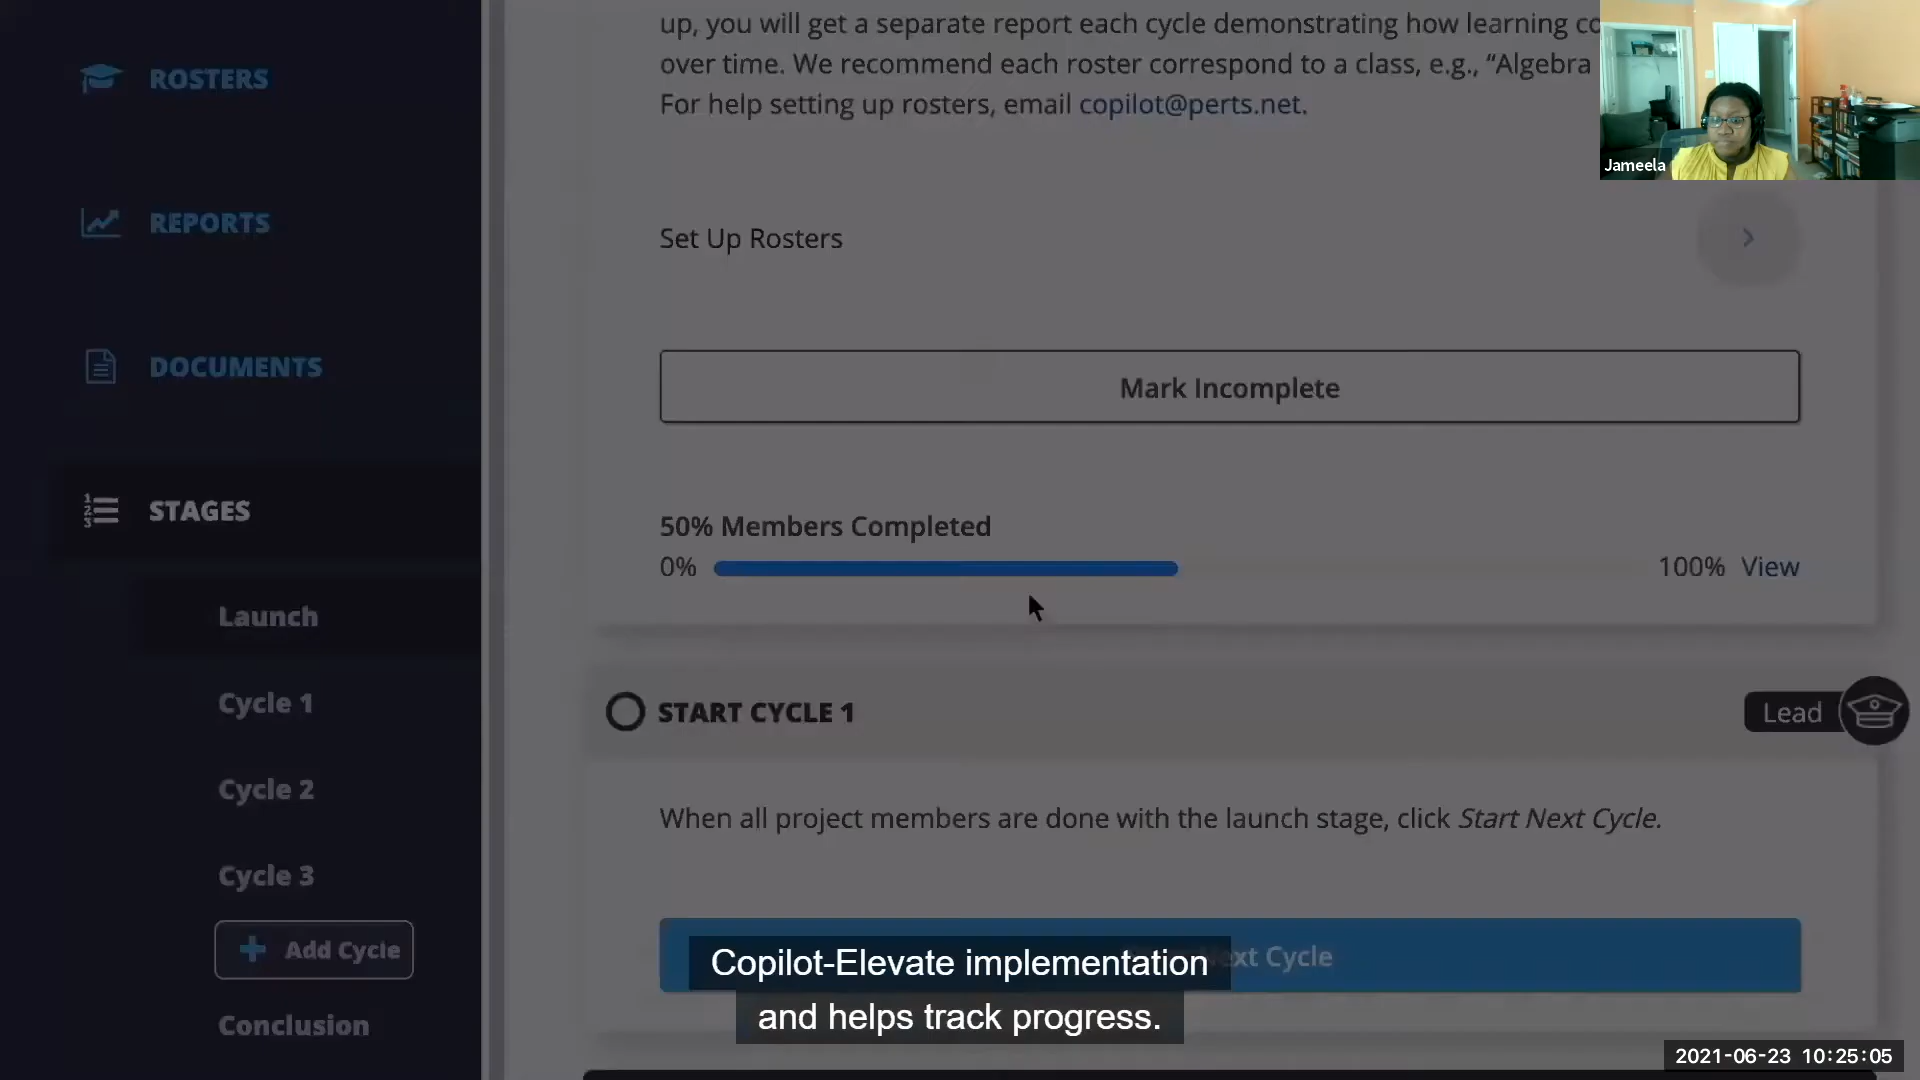 ROSTERS
REPORTS
DOCUMENTS
STAGES
Launch
Cycle 1
Cycle 2
Cycle 3
Add Cycle
Conclusion
up, you will get a separate report each cycle demonstrating how learning co
over time. We recommend each roster correspond to a class, e.g., “Algebra
For help setting up rosters, email copilot@perts.net.
Jameela
Set Up Rosters
Mark Incomplete
50% Members Completed
0% 100% View
START CYCLE 1
Lead
When all project members are done with the launch stage, click Start Next Cycle.
Cycle
Copilot-Elevate implementation
and helps track progress.
2021-06-23 10:25:05